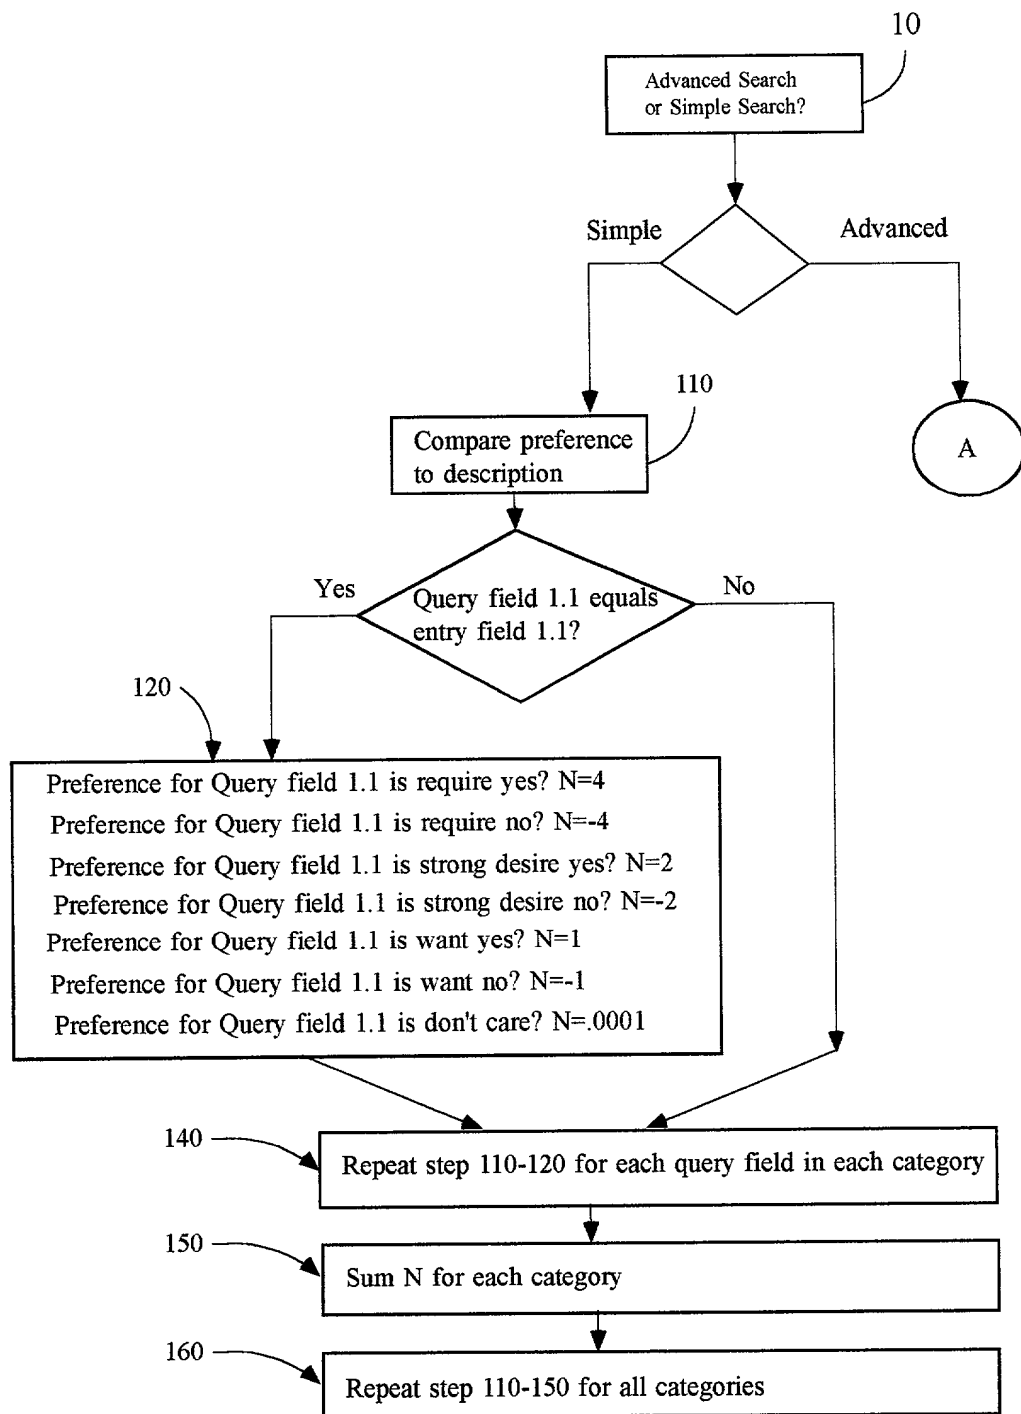 10
Advanced Search
or Simple Search?
Simple
Advanced
110
Compare preference
to description
A
Yes
No
Query field 1.1 equals
entry field 1.1?
120
Preference for Query field 1.1 is require yes? N=4
Preference for Query field 1.1 is require no? N=-4
Preference for Query field 1.1 is strong desire yes? N=2
Preference for Query field 1.1 is strong desire no? N=-2
Preference for Query field 1.1 is want yes? N=1
Preference for Query field 1.1 is want no? N=-1
Preference for Query field 1.1 is don't care? N=.0001
140
Repeat step 110-120 for each query field in each category
150
Sum N for each category
160
Repeat step 110-150 for all categories